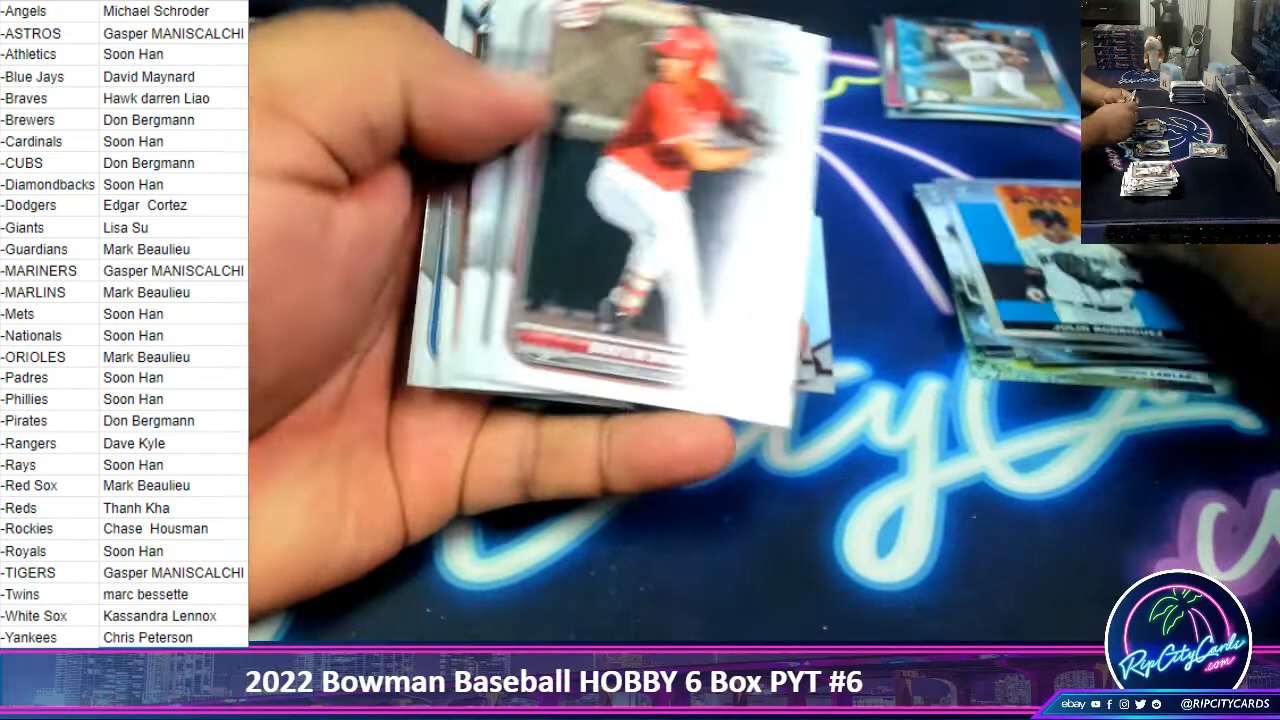 -Angels Michael Schroder
-ASTROS Gasper MANISCALCHI
-Athletics Soon Han
-Blue Jays David Maynard
-Braves Hawk darren Liao
-Brewers Don Bergmann
-Cardinals Soon Han
-CUBS Don Bergmann
-Diamondbacks Soon Han
-Dodgers Edgar Cortez
-Giants Lisa Su
-Guardians Mark Beaulieu
-MARINERS Gasper MANISCALCHI
-MARLINS Mark Beaulieu
-Mets Soon Han
-Nationals Soon Han
-ORIOLES Mark Beaulieu
-Padres Soon Han
-Phillies Soon Han
-Pirates Don Bergmann
-Rangers Dave Kyle
-Rays Soon Han
-Red Sox Mark Beaulieu
-Reds Thanh Kha
-Rockies Chase Housman
-Royals Soon Han
-TIGERS Gasper MANISCALCHI
-Twins marc bessette
-White Sox Kassandra Lennox
-Yankees Chris Peterson
JULIO RODRIGUEZ
RipCityCards
.com
2022 Bowman Baseball HOBBY 6 Box PYT #6
ebay @RIPCITYCARDS